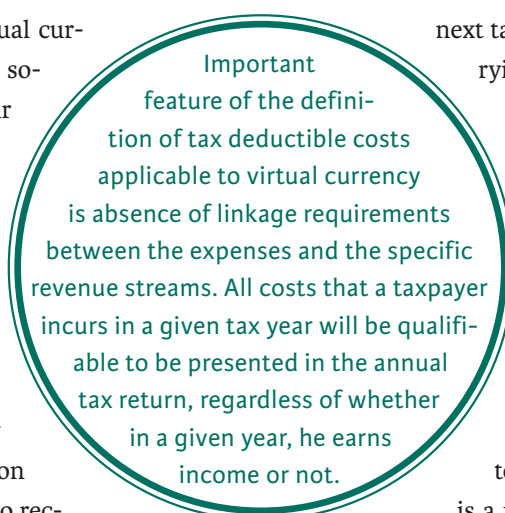 ual cur-
so-
r
Important
feature of the defini-
tion of tax deductible costs
applicable to virtual currency
is absence of linkage requirements
between the expenses and the specific
revenue streams. All costs that a taxpayer
incurs in a given tax year will be qualifi-
able to be presented in the annual
tax return, regardless of whether
in a given year, he earns
income or not.
on
o rec-
next ta
ryi
to
is a